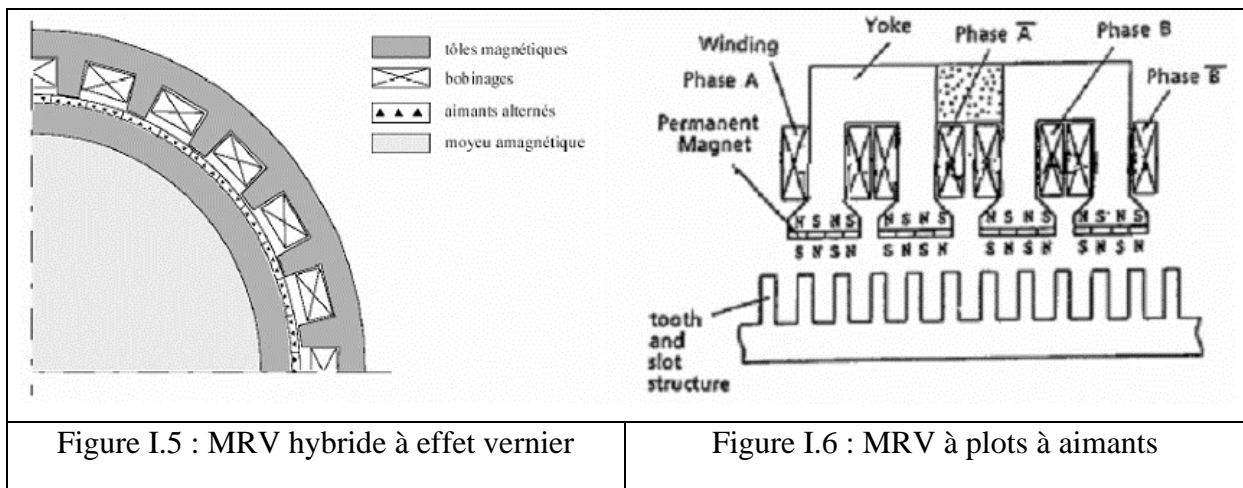 tôles magnétiques
bobinages
aimants alternés
moyeu amagnétique
Winding
Phase A
Permanent
Magnet
Yoke
Phase A̅
Phase B
Phase B̅
N S N S
S N S N
N S N S
S N S N
N S N S
S N S N
N S N S
S N S N
tooth
and
slot
structure
Figure I.5 : MRV hybride à effet vernier
Figure I.6 : MRV à plots à aimants